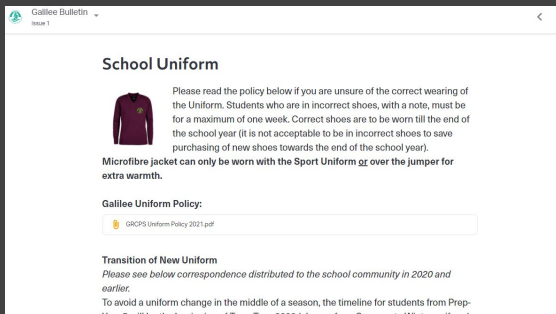 Galilee Bulletin
Issue 1
School Uniform
Please read the policy below if you are unsure of the correct wearing of
the Uniform. Students who are in incorrect shoes, with a note, must be
for a maximum of one week. Correct shoes are to be worn till the end of
the school year (it is not acceptable to be in incorrect shoes to save
purchasing of new shoes towards the end of the school year).
Microfibre jacket can only be worn with the Sport Uniform or over the jumper for
extra warmth.
Galilee Uniform Policy:
GRCPS Uniform Policy 2021.pdf
Transition of New Uniform
Please see below correspondence distributed to the school community in 2020 and
earlier.
To avoid a uniform change in the middle of a season, the timeline for students from Prep-